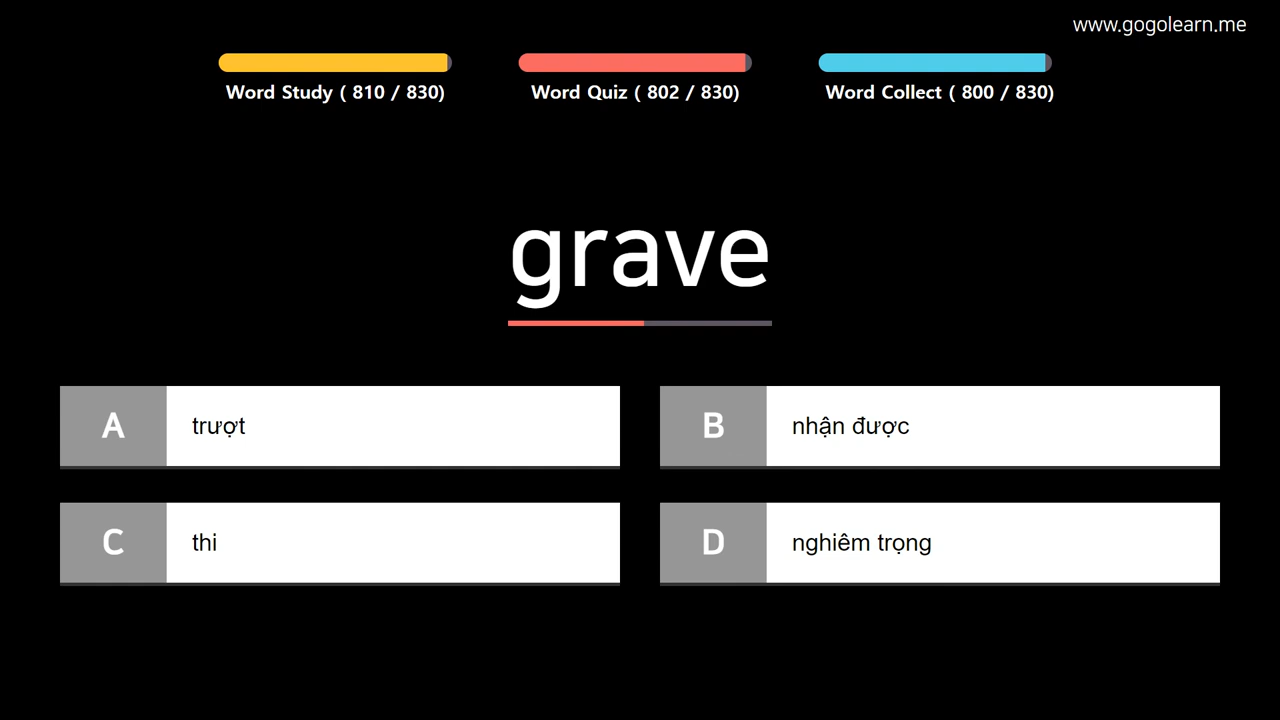 www.gogolearn.me
Word Study ( 810 / 830)
Word Quiz ( 802 / 830)
Word Collect ( 800 / 830)
grave
A trượt
B nhận được
C thi
D nghiêm trọng